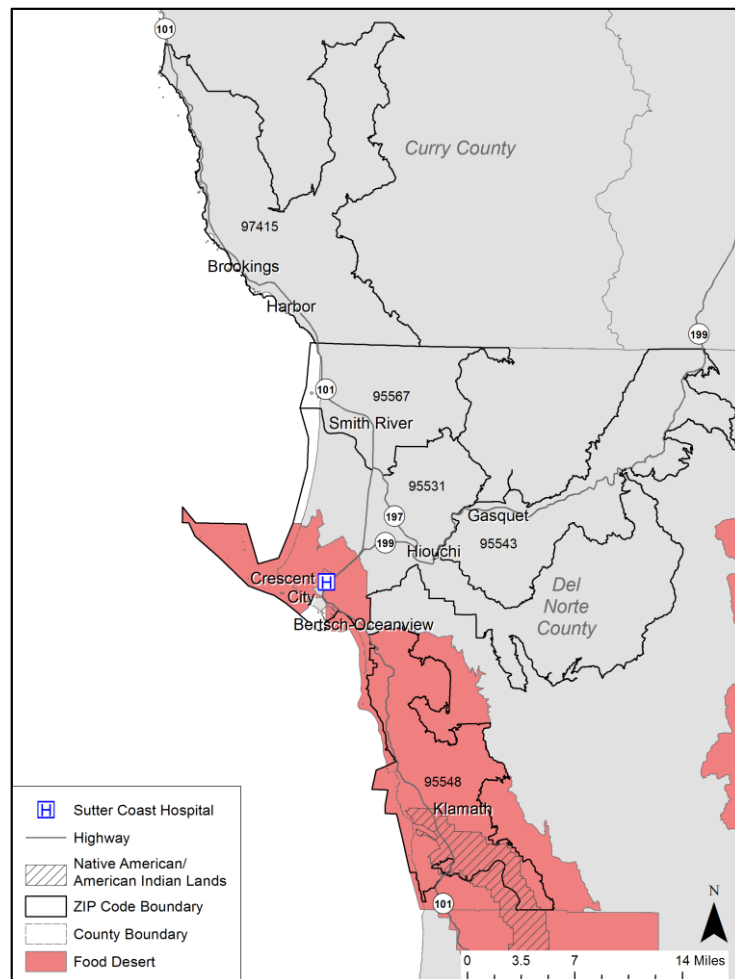 101
Curry County
97415
Brookings
Harbor
199
101
95567
Smith River
95531
197
Gasquet
199
95543
Hiouchi
Crescent
City
H
Del
Norte
County
Bertsch-Oceanview
95548
Klamath
101
H Sutter Coast Hospital
Highway
Native American/
American Indian Lands
ZIP Code Boundary
County Boundary
Food Desert
N
0 3.5 7 14 Miles